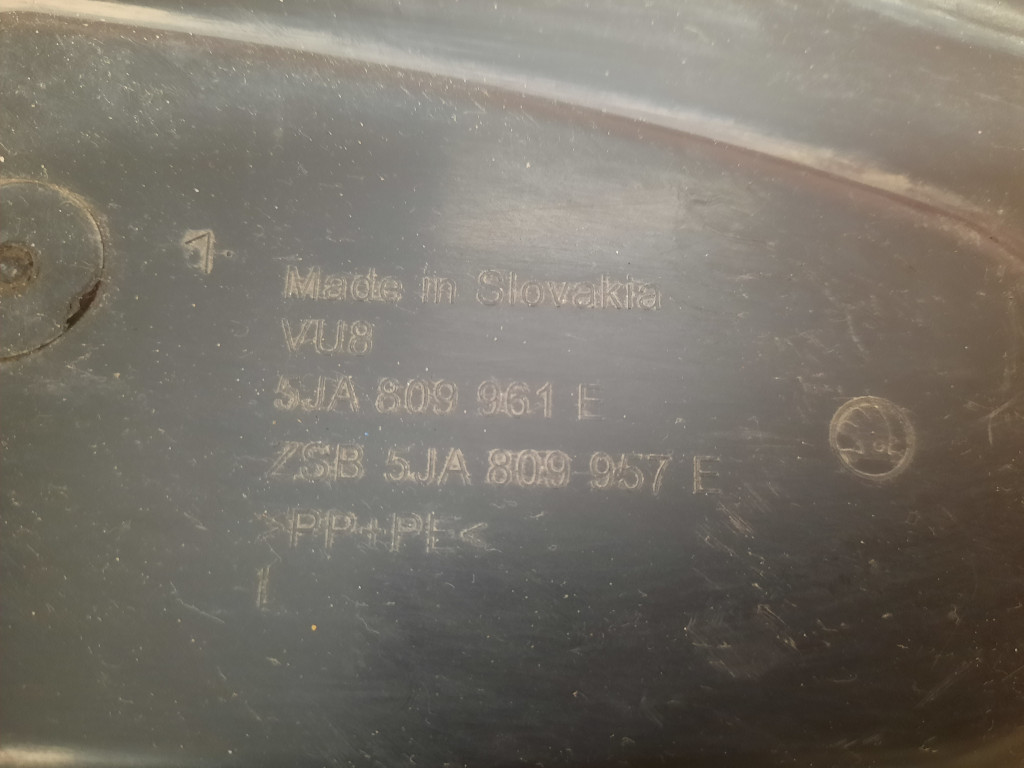 1
Made in Slovakia
VU8
5JA 809 961 E
ZSB 5JA 809 957 E
>PP+PE<